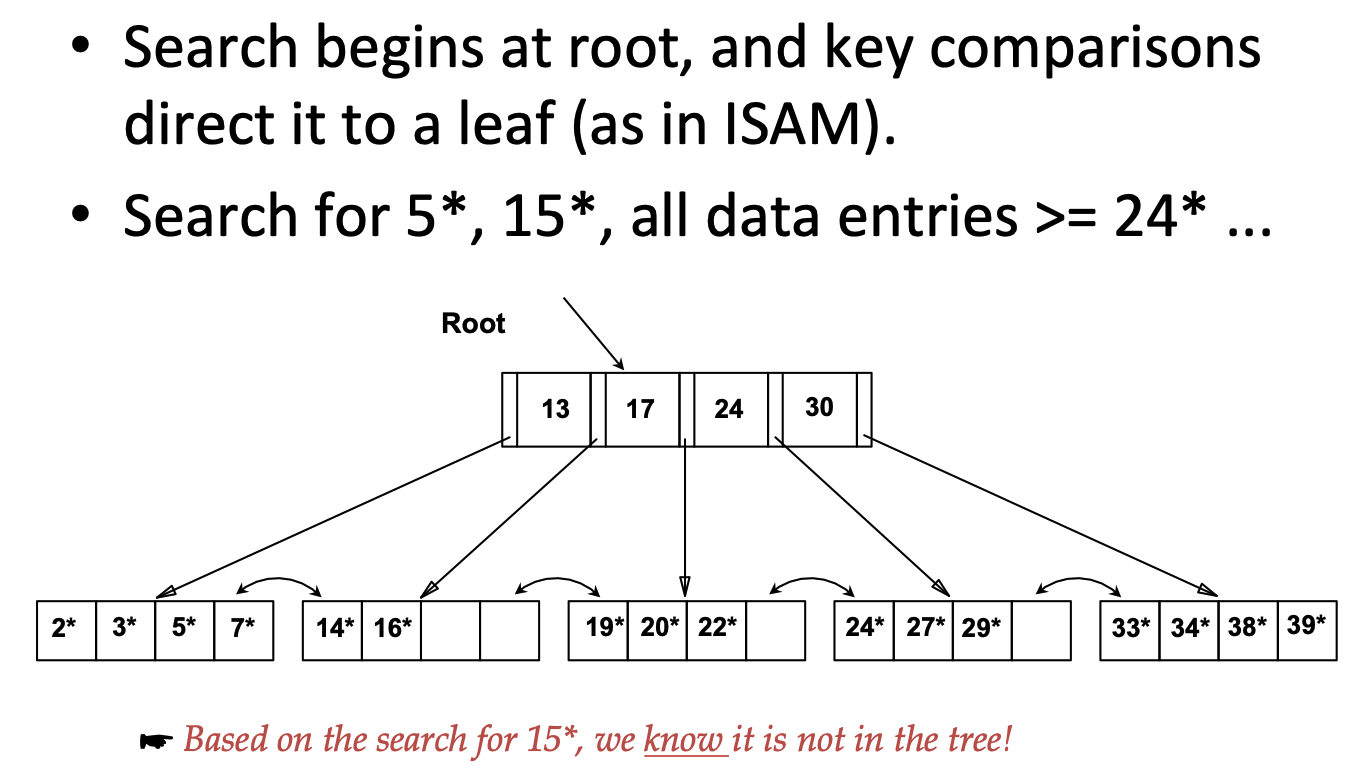 • Search begins at root, and key comparisons
direct it to a leaf (as in ISAM).
• Search for 5*, 15*, all data entries >= 24* ...
Root
13 17 24 30
2* 3* 5* 7* 14* 16* 19* 20* 22* 24* 27* 29* 33* 34* 38* 39*
☛ Based on the search for 15*, we know it is not in the tree!